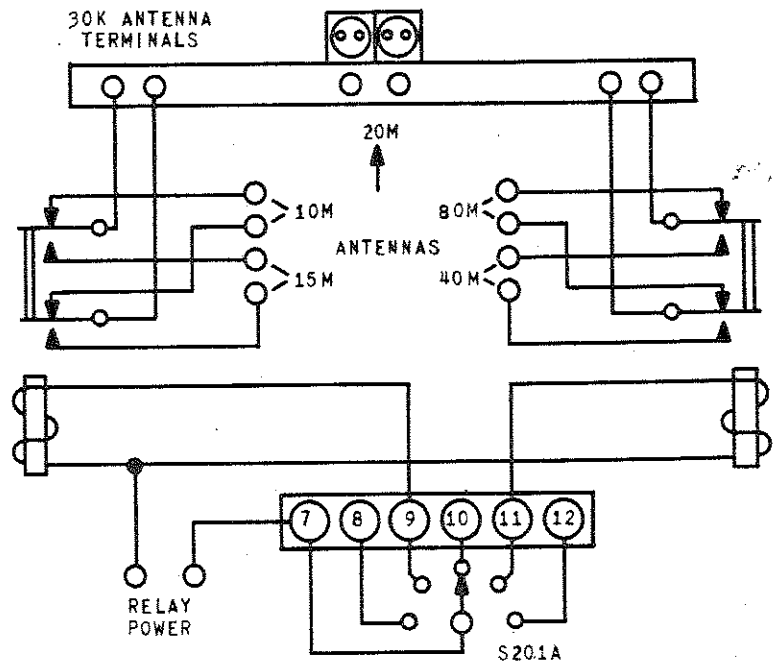 30K ANTENNA
TERMINALS
20M
10M
80M
ANTENNAS
15M
40M
7 8 9 10 11 12
RELAY
POWER
S201A